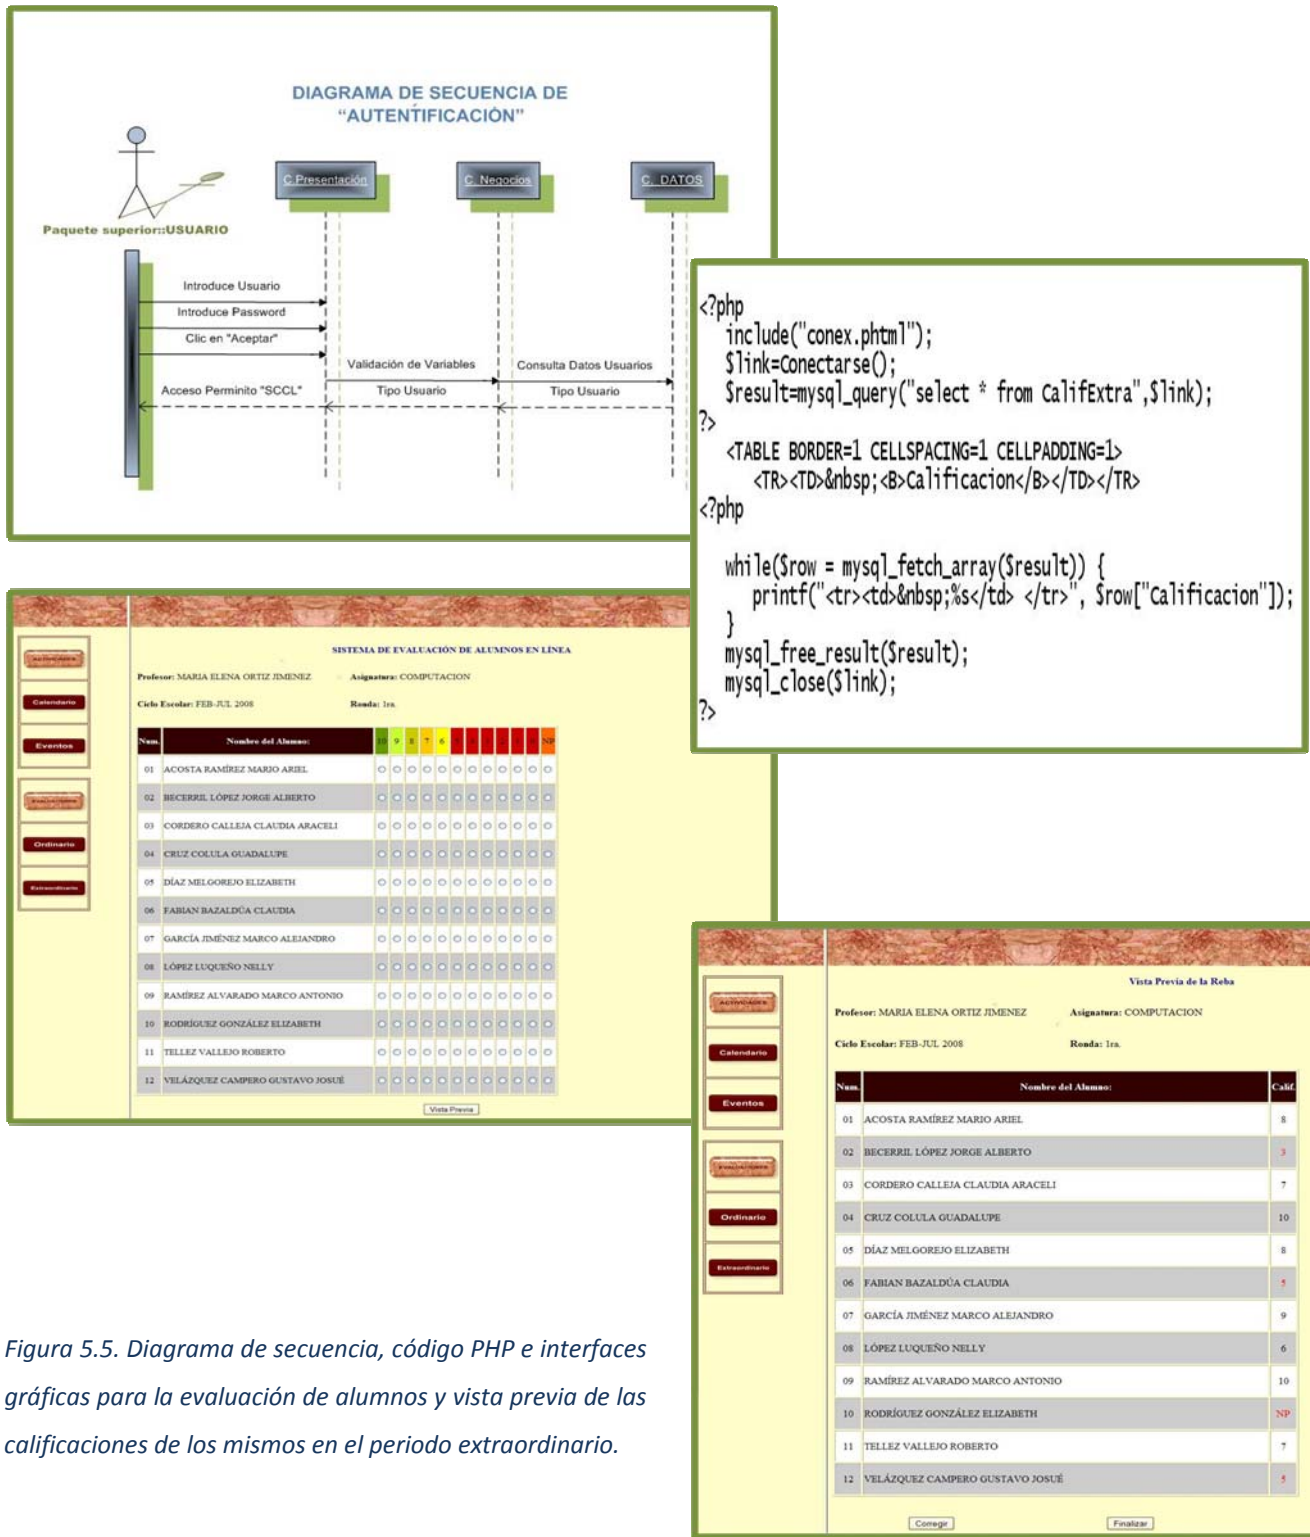 DIAGRAMA DE SECUENCIA DE
“AUTENTIFICACIÓN”
C.Presentación
C. Negocios
C. DATOS
Paquete superior::USUARIO
Introduce Usuario
Introduce Password
Clic en "Aceptar"
Validación de Variables
Consulta Datos Usuarios
Acceso Perminito "SCCL"
Tipo Usuario
Tipo Usuario
<?php
include("conex.phtml");
$link=Conectarse();
$result=mysql_query("select * from CalifExtra",$link);
?>
<TABLE BORDER=1 CELLSPACING=1 CELLPADDING=1>
<TR><TD>&nbsp;<B>Calificacion</B></TD></TR>
<?php
while($row = mysql_fetch_array($result)) {
printf("<tr><td>&nbsp;%s</td> </tr>", $row["Calificacion"]);
}
mysql_free_result($result);
mysql_close($link);
?>
ACTIVIDADES
Calendario
Eventos
EVALUACIONES
Ordinario
Extraordinario
SISTEMA DE EVALUACIÓN DE ALUMNOS EN LÍNEA
Profesor: MARIA ELENA ORTIZ JIMENEZ Asignatura: COMPUTACION
Ciclo Escolar: FEB-JUL 2008 Ronda: 1ra.
Num. Nombre del Alumno: 10 9 8 7 6 NP
01 ACOSTA RAMÍREZ MARIO ARIEL
02 BECERRIL LÓPEZ JORGE ALBERTO
03 CORDERO CALLEJA CLAUDIA ARACELI
04 CRUZ COLULA GUADALUPE
05 DÍAZ MELGOREJO ELIZABETH
06 FABIAN BAZALDÚA CLAUDIA
07 GARCÍA JIMÉNEZ MARCO ALEJANDRO
08 LÓPEZ LUQUEÑO NELLY
09 RAMÍREZ ALVARADO MARCO ANTONIO
10 RODRÍGUEZ GONZÁLEZ ELIZABETH
11 TELLEZ VALLEJO ROBERTO
12 VELÁZQUEZ CAMPERO GUSTAVO JOSUÉ
Vista Previa
ACTIVIDADES
Calendario
Eventos
EVALUACIONES
Ordinario
Extraordinario
Vista Previa de la Reba
Profesor: MARIA ELENA ORTIZ JIMENEZ Asignatura: COMPUTACION
Ciclo Escolar: FEB-JUL 2008 Ronda: 1ra.
Num. Nombre del Alumno: Calif.
01 ACOSTA RAMÍREZ MARIO ARIEL 8
02 BECERRIL LÓPEZ JORGE ALBERTO 3
03 CORDERO CALLEJA CLAUDIA ARACELI 7
04 CRUZ COLULA GUADALUPE 10
05 DÍAZ MELGOREJO ELIZABETH 8
06 FABIAN BAZALDÚA CLAUDIA 5
07 GARCÍA JIMÉNEZ MARCO ALEJANDRO 9
08 LÓPEZ LUQUEÑO NELLY 6
09 RAMÍREZ ALVARADO MARCO ANTONIO 10
10 RODRÍGUEZ GONZÁLEZ ELIZABETH NP
11 TELLEZ VALLEJO ROBERTO 7
12 VELÁZQUEZ CAMPERO GUSTAVO JOSUÉ 5
Corregir Finalizar
Figura 5.5. Diagrama de secuencia, código PHP e interfaces
gráficas para la evaluación de alumnos y vista previa de las
calificaciones de los mismos en el periodo extraordinario.